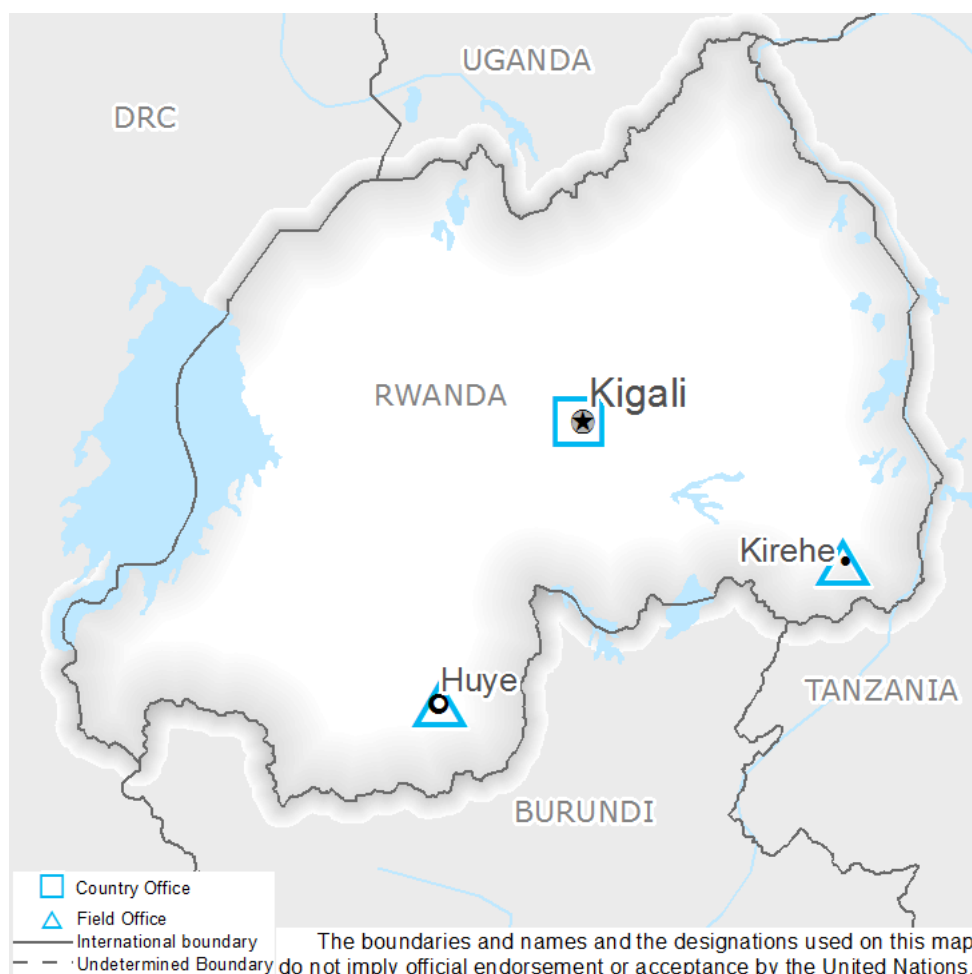 UGANDA
DRC
RWANDA
Kigali
Kirehe
Huye
TANZANIA
BURUNDI
Country Office
Field Office
International boundary
Undetermined Boundary
The boundaries and names and the designations used on this map
do not imply official endorsement or acceptance by the United Nations.